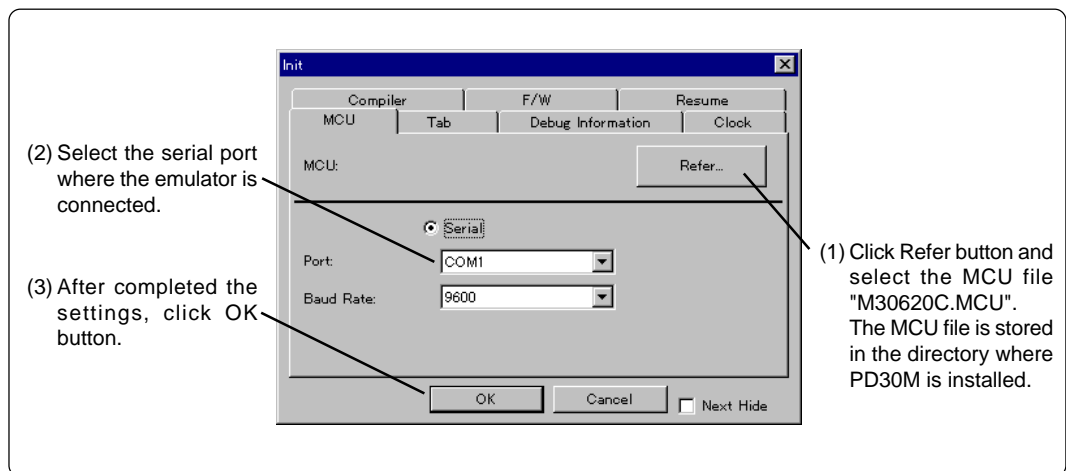 Init
Compiler F/W Resume
MCU Tab Debug Information Clock
MCU: Refer...
Serial
Port: COM1
Baud Rate: 9600
OK Cancel Next Hide
(2) Select the serial port
where the emulator is
connected.
(3) After completed the
settings, click OK
button.
(1) Click Refer button and
select the MCU file
"M30620C.MCU".
The MCU file is stored
in the directory where
PD30M is installed.